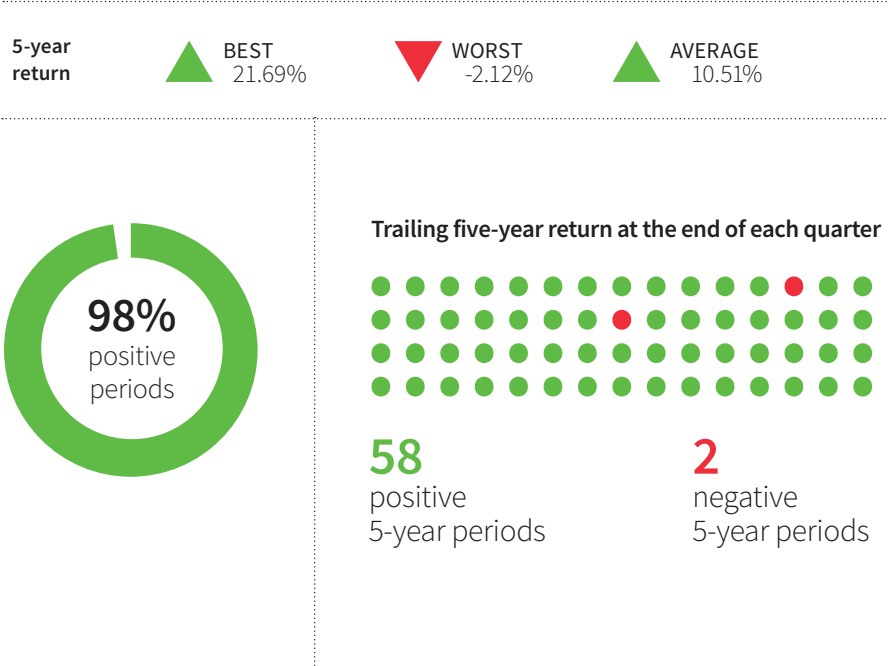 5-year
return
BEST
21.69%
WORST
-2.12%
AVERAGE
10.51%
98%
positive
periods
Trailing five-year return at the end of each quarter
58
positive
5-year periods
2
negative
5-year periods